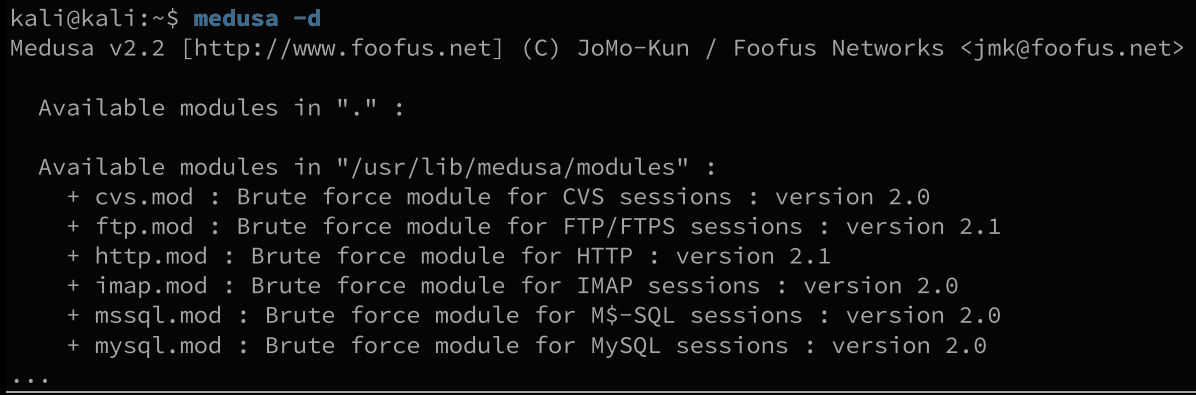 kali@kali:~$ medusa -d
Medusa v2.2 [http://www.foofus.net] (C) JoMo-Kun / Foofus Networks <jmk@foofus.net>
Available modules in "." :
Available modules in "/usr/lib/medusa/modules" :
+ cvs.mod : Brute force module for CVS sessions : version 2.0
+ ftp.mod : Brute force module for FTP/FTPS sessions : version 2.1
+ http.mod : Brute force module for HTTP : version 2.1
+ imap.mod : Brute force module for IMAP sessions : version 2.0
+ mssql.mod : Brute force module for M$-SQL sessions : version 2.0
+ mysql.mod : Brute force module for MySQL sessions : version 2.0
...